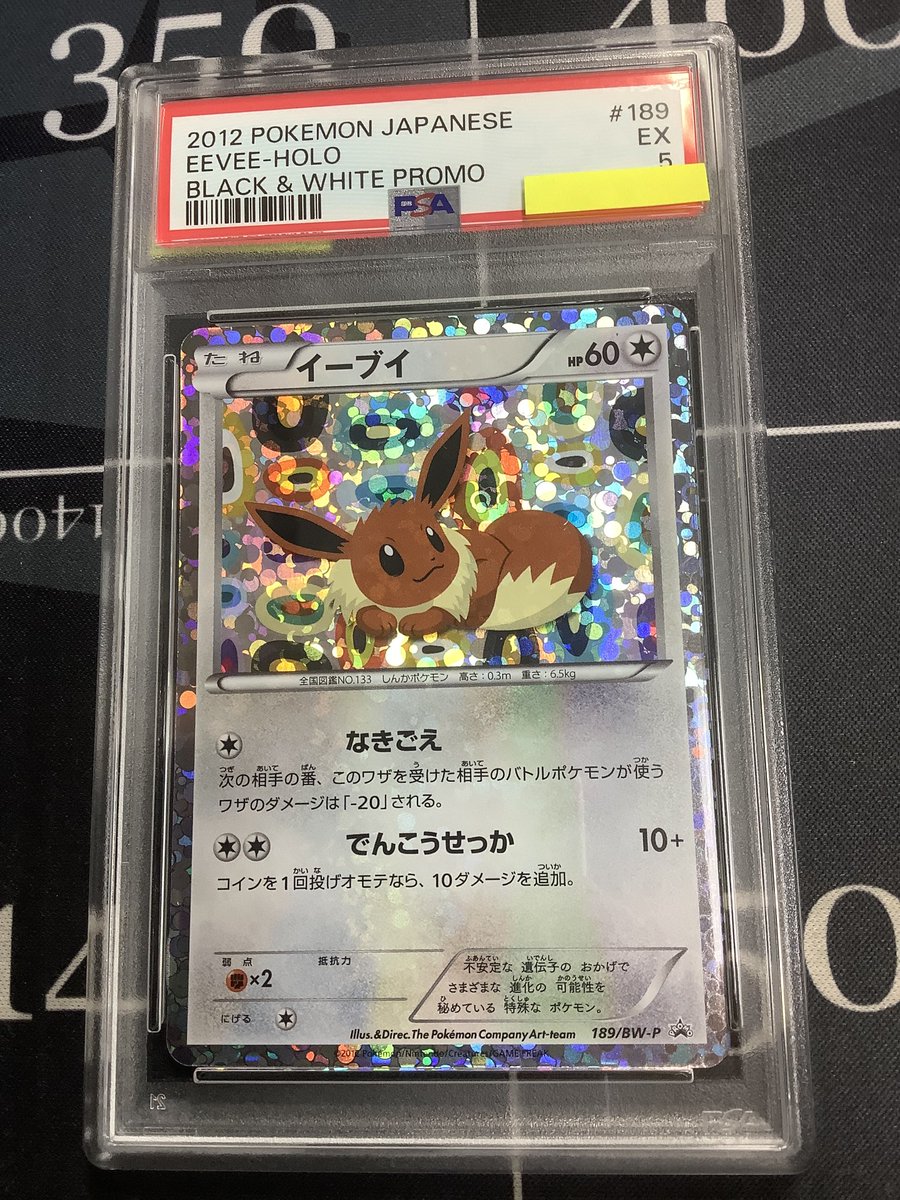 359
400
2012 POKEMON JAPANESE
#189
EEVEE-HOLO
EX
BLACK & WHITE PROMO
5
PSA
たね
イーブイ
HP60
全国図鑑NO.133 しんかポケモン 高さ:0.3m 重さ:6.5kg
なきごえ
次の相手の番、このワザを受けた相手のバトルポケモンが使う
ワザのダメージは「-20」される。
でんこうせっか
10+
コインを1回投げオモテなら、10ダメージを追加。
弱点
抵抗力
×2
にげる
不安定な 遺伝子の おかげで
さまざまな 進化の 可能性を
秘めている 特殊な ポケモン。
Illus.&Direc.The Pokémon Company Art-team
189/BW-P
PSA